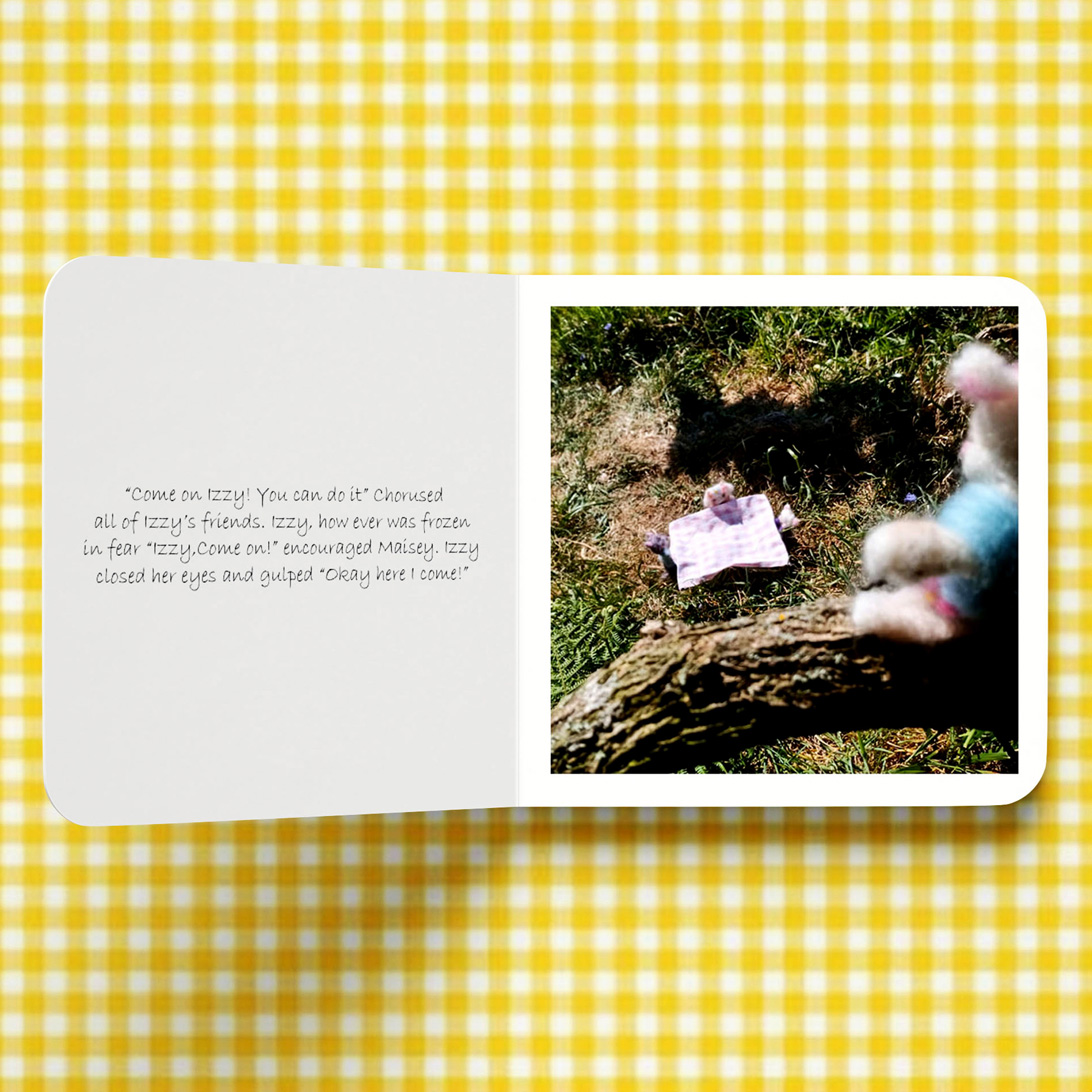 “Come on Izzy! You can do it” Chorused
all of Izzy’s friends. Izzy, how ever was frozen
in fear “Izzy,Come on!” encouraged Maisey. Izzy
closed her eyes and gulped “Okay here I come!”